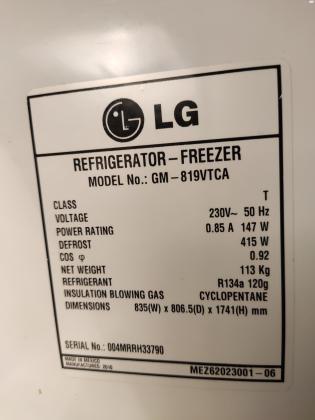 LG
REFRIGERATOR-FREEZER
MODEL No.: GM-819VTCA
CLASS T
VOLTAGE 230V~ 50 Hz
POWER RATING 0.85 A 147 W
DEFROST 415 W
COS φ 0.92
NET WEIGHT 113 Kg
REFRIGERANT R134a 120g
INSULATION BLOWING GAS CYCLOPENTANE
DIMENSIONS 835(W) x 806.5(D) x 1741(H) mm
SERIAL No.: 004MRRH33790
MADE IN MEXICO
MANUFACTURED: 2010
MEZ62023001-06